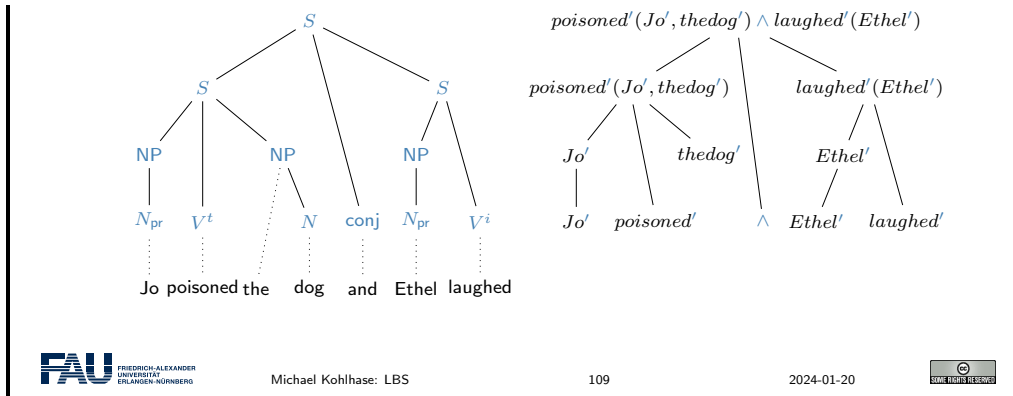 S poisoned′(Jo′, thedog′) ∧ laughed′(Ethel′)
S S poisoned′(Jo′, thedog′) laughed′(Ethel′)
NP NP NP Jo′ thedog′ Ethel′
N_pr V^t N conj N_pr V^i Jo′ poisoned′ ∧ Ethel′ laughed′
Jo poisoned the dog and Ethel laughed
FAU FRIEDRICH-ALEXANDER
UNIVERSITÄT
ERLANGEN-NÜRNBERG
Michael Kohlhase: LBS 109 2024-01-20
cc
SOME RIGHTS RESERVED